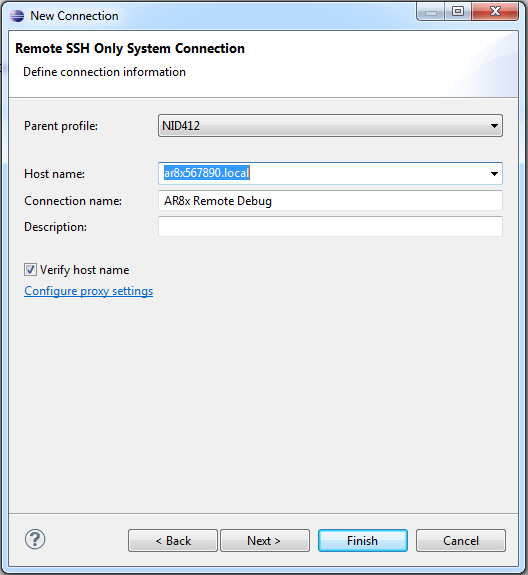 New Connection
Remote SSH Only System Connection
Define connection information
Parent profile: NID412
Host name: ar8x567890.local
Connection name: AR8x Remote Debug
Description:
Verify host name
Configure proxy settings
? < Back Next > Finish Cancel